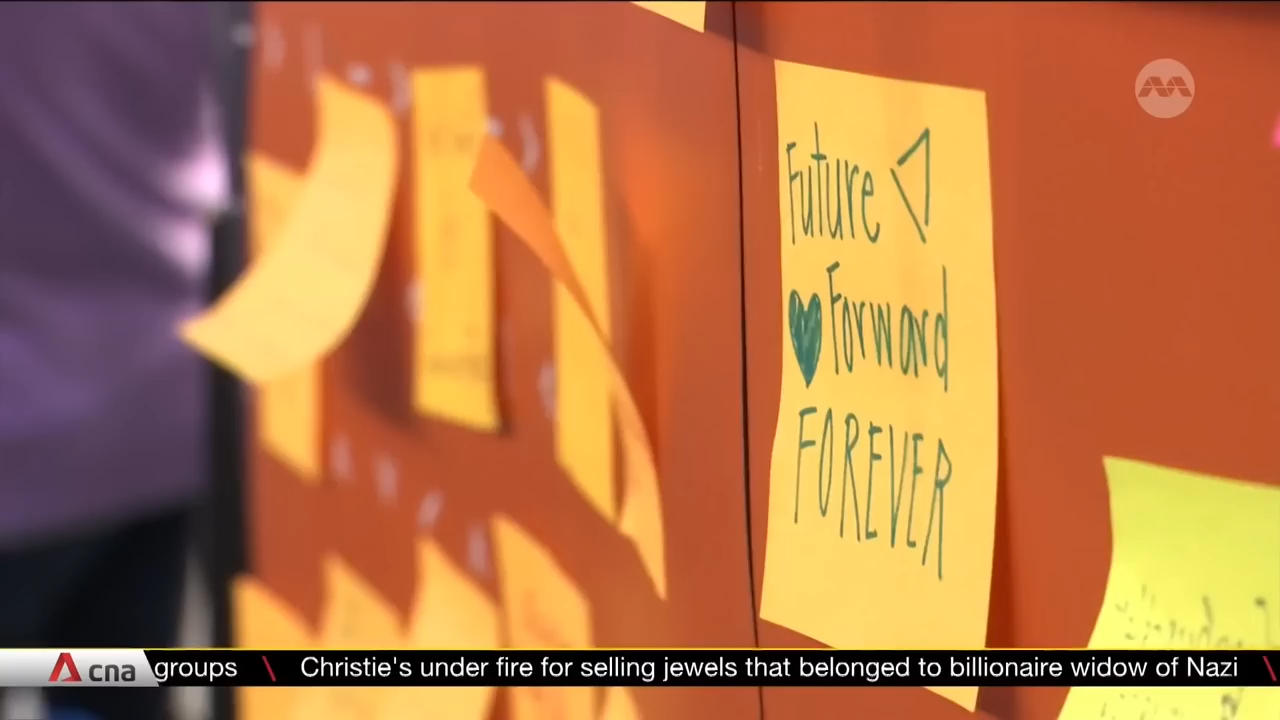 Future
Forward
FOREVER
cna
groups \ Christie's under fire for selling jewels that belonged to billionaire widow of Nazi \